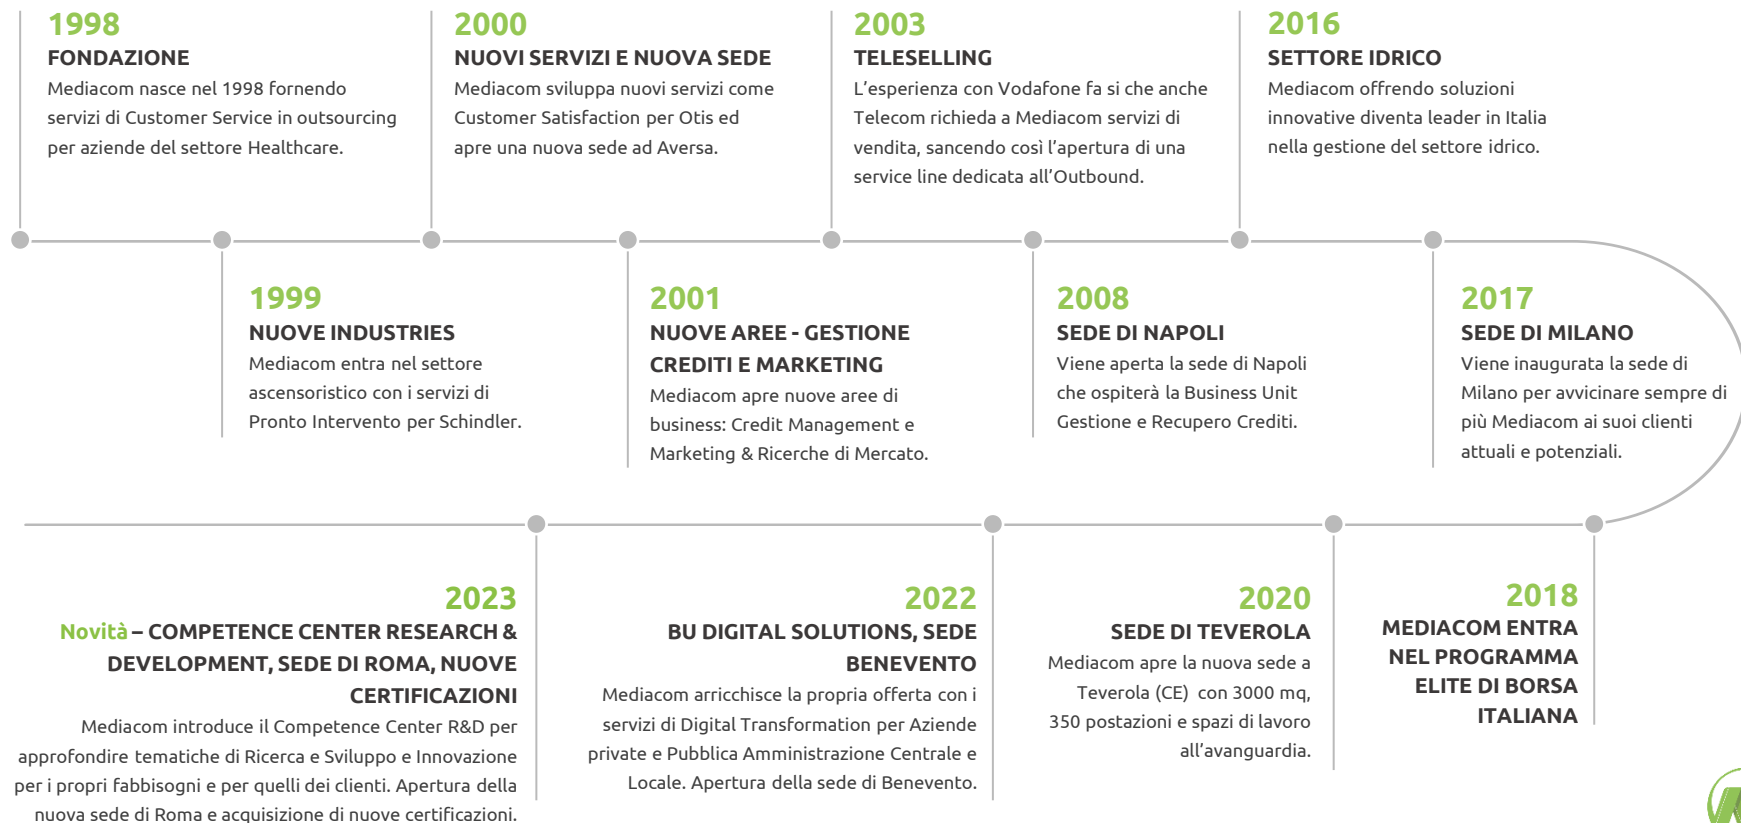 1998
FONDAZIONE
Mediacom nasce nel 1998 fornendo
servizi di Customer Service in outsourcing
per aziende del settore Healthcare.
1999
NUOVE INDUSTRIES
Mediacom entra nel settore
ascensoristico con i servizi di
Pronto Intervento per Schindler.
2000
NUOVI SERVIZI E NUOVA SEDE
Mediacom sviluppa nuovi servizi come
Customer Satisfaction per Otis ed
apre una nuova sede ad Aversa.
2001
NUOVE AREE - GESTIONE
CREDITI E MARKETING
Mediacom apre nuove aree di
business: Credit Management e
Marketing & Ricerche di Mercato.
2003
TELESELLING
L'esperienza con Vodafone fa si che anche
Telecom richieda a Mediacom servizi di
vendita, sancendo così l'apertura di una
service line dedicata all'Outbound.
2008
SEDE DI NAPOLI
Viene aperta la sede di Napoli
che ospiterà la Business Unit
Gestione e Recupero Crediti.
2016
SETTORE IDRICO
Mediacom offrendo soluzioni
innovative diventa leader in Italia
nella gestione del settore idrico.
2017
SEDE DI MILANO
Viene inaugurata la sede di
Milano per avvicinare sempre di
più Mediacom ai suoi clienti
attuali e potenziali.
2018
MEDIACOM ENTRA
NEL PROGRAMMA
ELITE DI BORSA
ITALIANA
2020
SEDE DI TEVEROLA
Mediacom apre la nuova sede a
Teverola (CE) con 3000 mq,
350 postazioni e spazi di lavoro
all'avanguardia.
2022
BU DIGITAL SOLUTIONS, SEDE
BENEVENTO
Mediacom arricchisce la propria offerta con i
servizi di Digital Transformation per Aziende
private e Pubblica Amministrazione Centrale e
Locale. Apertura della sede di Benevento.
2023
Novità – COMPETENCE CENTER RESEARCH &
DEVELOPMENT, SEDE DI ROMA, NUOVE
CERTIFICAZIONI
Mediacom introduce il Competence Center R&D per
approfondire tematiche di Ricerca e Sviluppo e Innovazione
per i propri fabbisogni e per quelli dei clienti. Apertura della
nuova sede di Roma e acquisizione di nuove certificazioni.